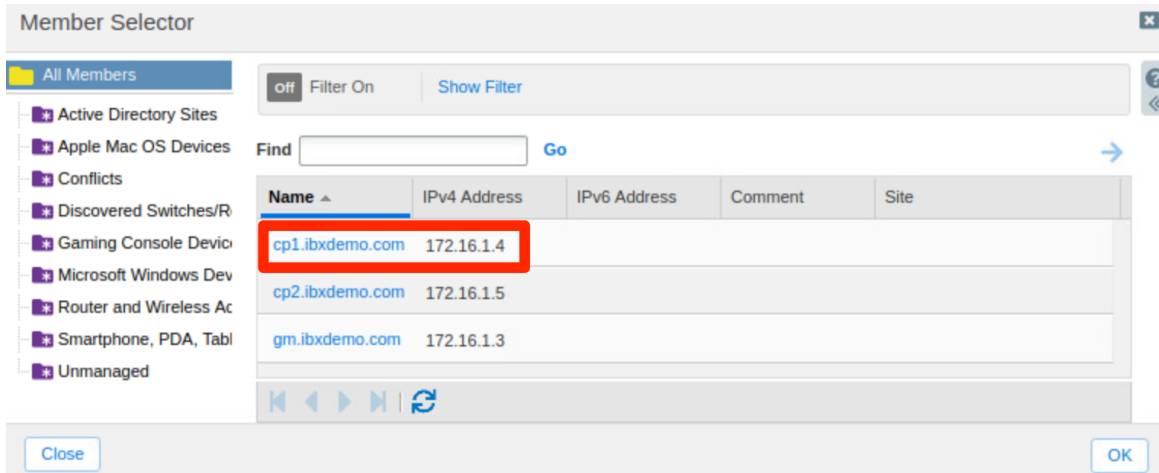 Member Selector
All Members
Active Directory Sites
Apple Mac OS Devices
Conflicts
Discovered Switches/R
Gaming Console Devic
Microsoft Windows Dev
Router and Wireless Ac
Smartphone, PDA, Tabl
Unmanaged
Off Filter On Show Filter
Find Go
Name IPv4 Address IPv6 Address Comment Site
cp1.ibxdemo.com 172.16.1.4
cp2.ibxdemo.com 172.16.1.5
gm.ibxdemo.com 172.16.1.3
Close OK